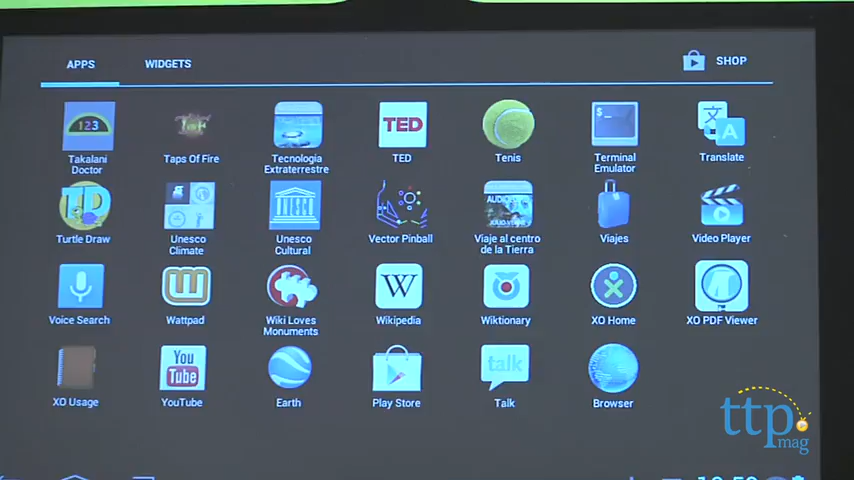 APPS
WIDGETS
SHOP
123
TED
$
文
A
Takalani
Doctor
Taps Of Fire
Tecnologia
Extraterrestre
TED
Tenis
Terminal
Emulator
Translate
UNESCO
Turtle Draw
Unesco
Climate
Unesco
Cultural
Vector Pinball
Viaje al centro
de la Tierra
Viajes
Video Player
W
W
Voice Search
Wattpad
Wiki Loves
Monuments
Wikipedia
Wiktionary
XO Home
XO PDF Viewer
You
Tube
talk
XO Usage
YouTube
Earth
Play Store
Talk
Browser
ttp
mag